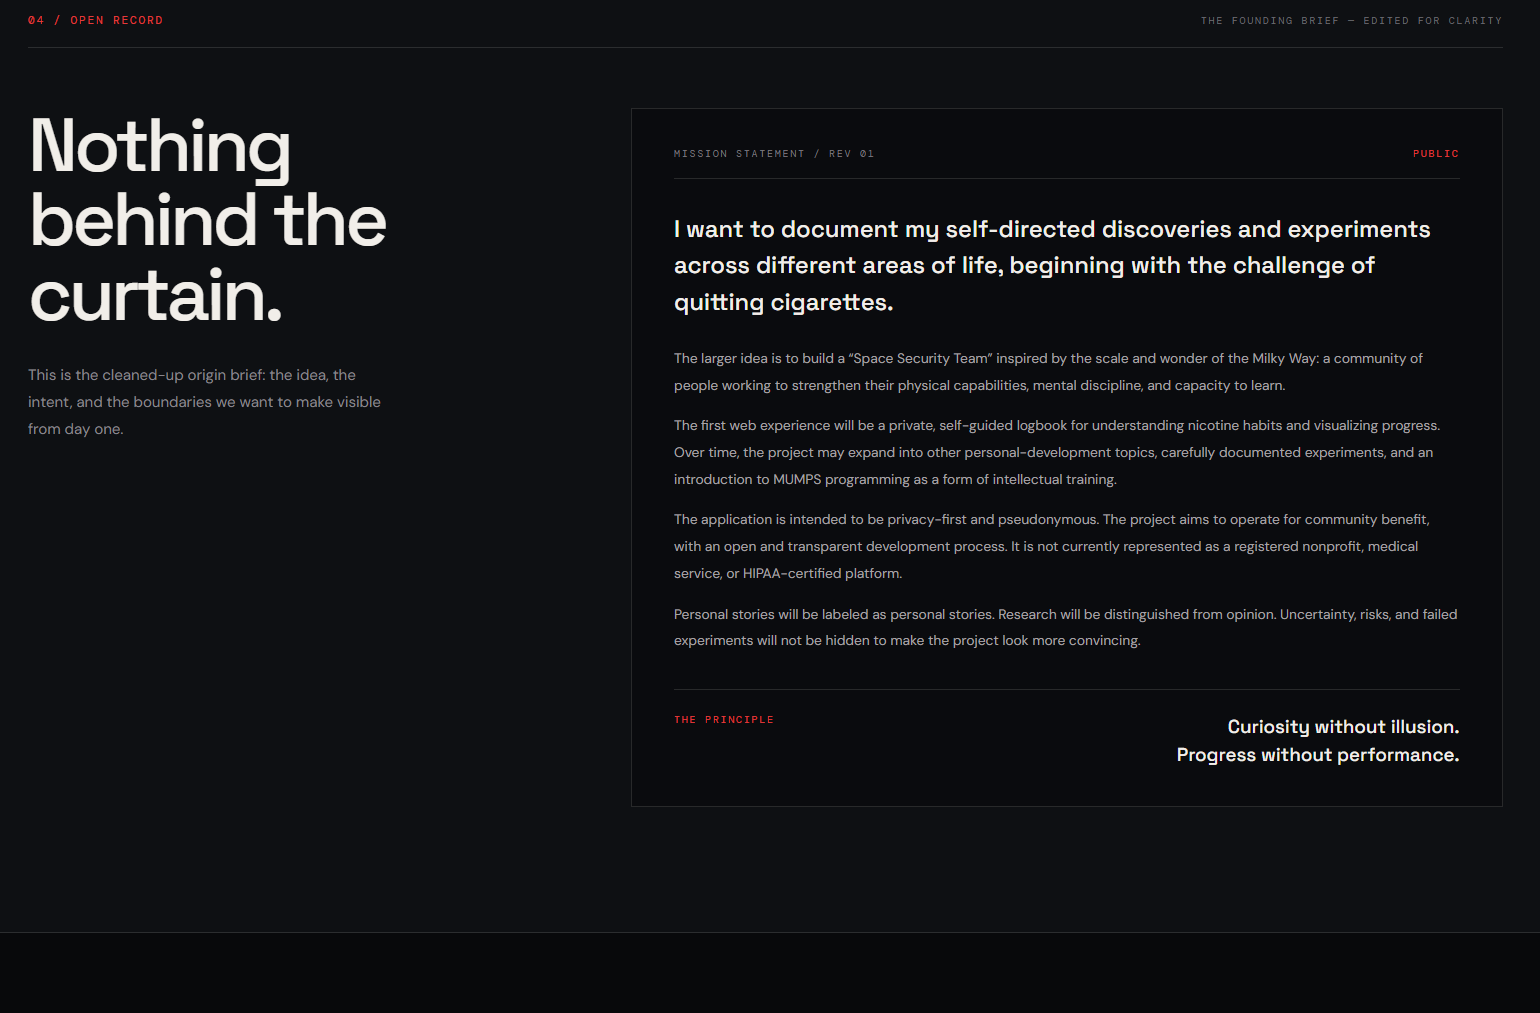 04 / OPEN RECORD
THE FOUNDING BRIEF — EDITED FOR CLARITY
Nothing
behind the
curtain.
This is the cleaned-up origin brief: the idea, the
intent, and the boundaries we want to make visible
from day one.
MISSION STATEMENT / REV 01
PUBLIC
I want to document my self-directed discoveries and experiments
across different areas of life, beginning with the challenge of
quitting cigarettes.
The larger idea is to build a “Space Security Team” inspired by the scale and wonder of the Milky Way: a community of
people working to strengthen their physical capabilities, mental discipline, and capacity to learn.
The first web experience will be a private, self-guided logbook for understanding nicotine habits and visualizing progress.
Over time, the project may expand into other personal-development topics, carefully documented experiments, and an
introduction to MUMPS programming as a form of intellectual training.
The application is intended to be privacy-first and pseudonymous. The project aims to operate for community benefit,
with an open and transparent development process. It is not currently represented as a registered nonprofit, medical
service, or HIPAA-certified platform.
Personal stories will be labeled as personal stories. Research will be distinguished from opinion. Uncertainty, risks, and failed
experiments will not be hidden to make the project look more convincing.
THE PRINCIPLE
Curiosity without illusion.
Progress without performance.